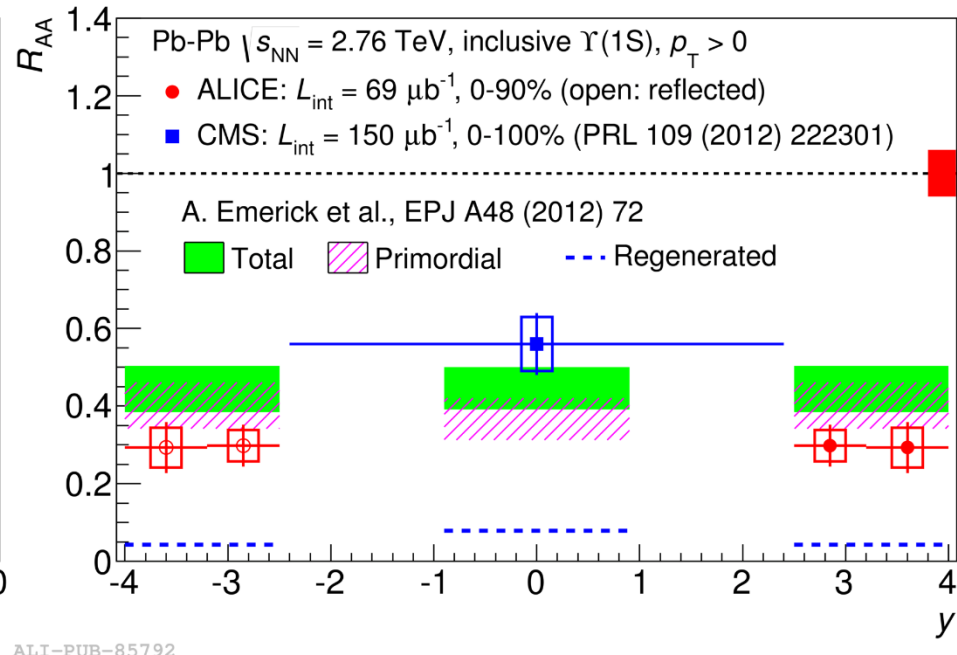 R_AA
1.4
Pb-Pb √s_NN = 2.76 TeV, inclusive ϒ(1S), p_T > 0
ALICE: L_int = 69 μb⁻¹, 0-90% (open: reflected)
1.2
CMS: L_int = 150 μb⁻¹, 0-100% (PRL 109 (2012) 222301)
1
A. Emerick et al., EPJ A48 (2012) 72
0.8
Total Primordial Regenerated
0.6
0.4
0.2
0
0 -4 -3 -2 -1 0 1 2 3 4
y
ALI-PUB-85792